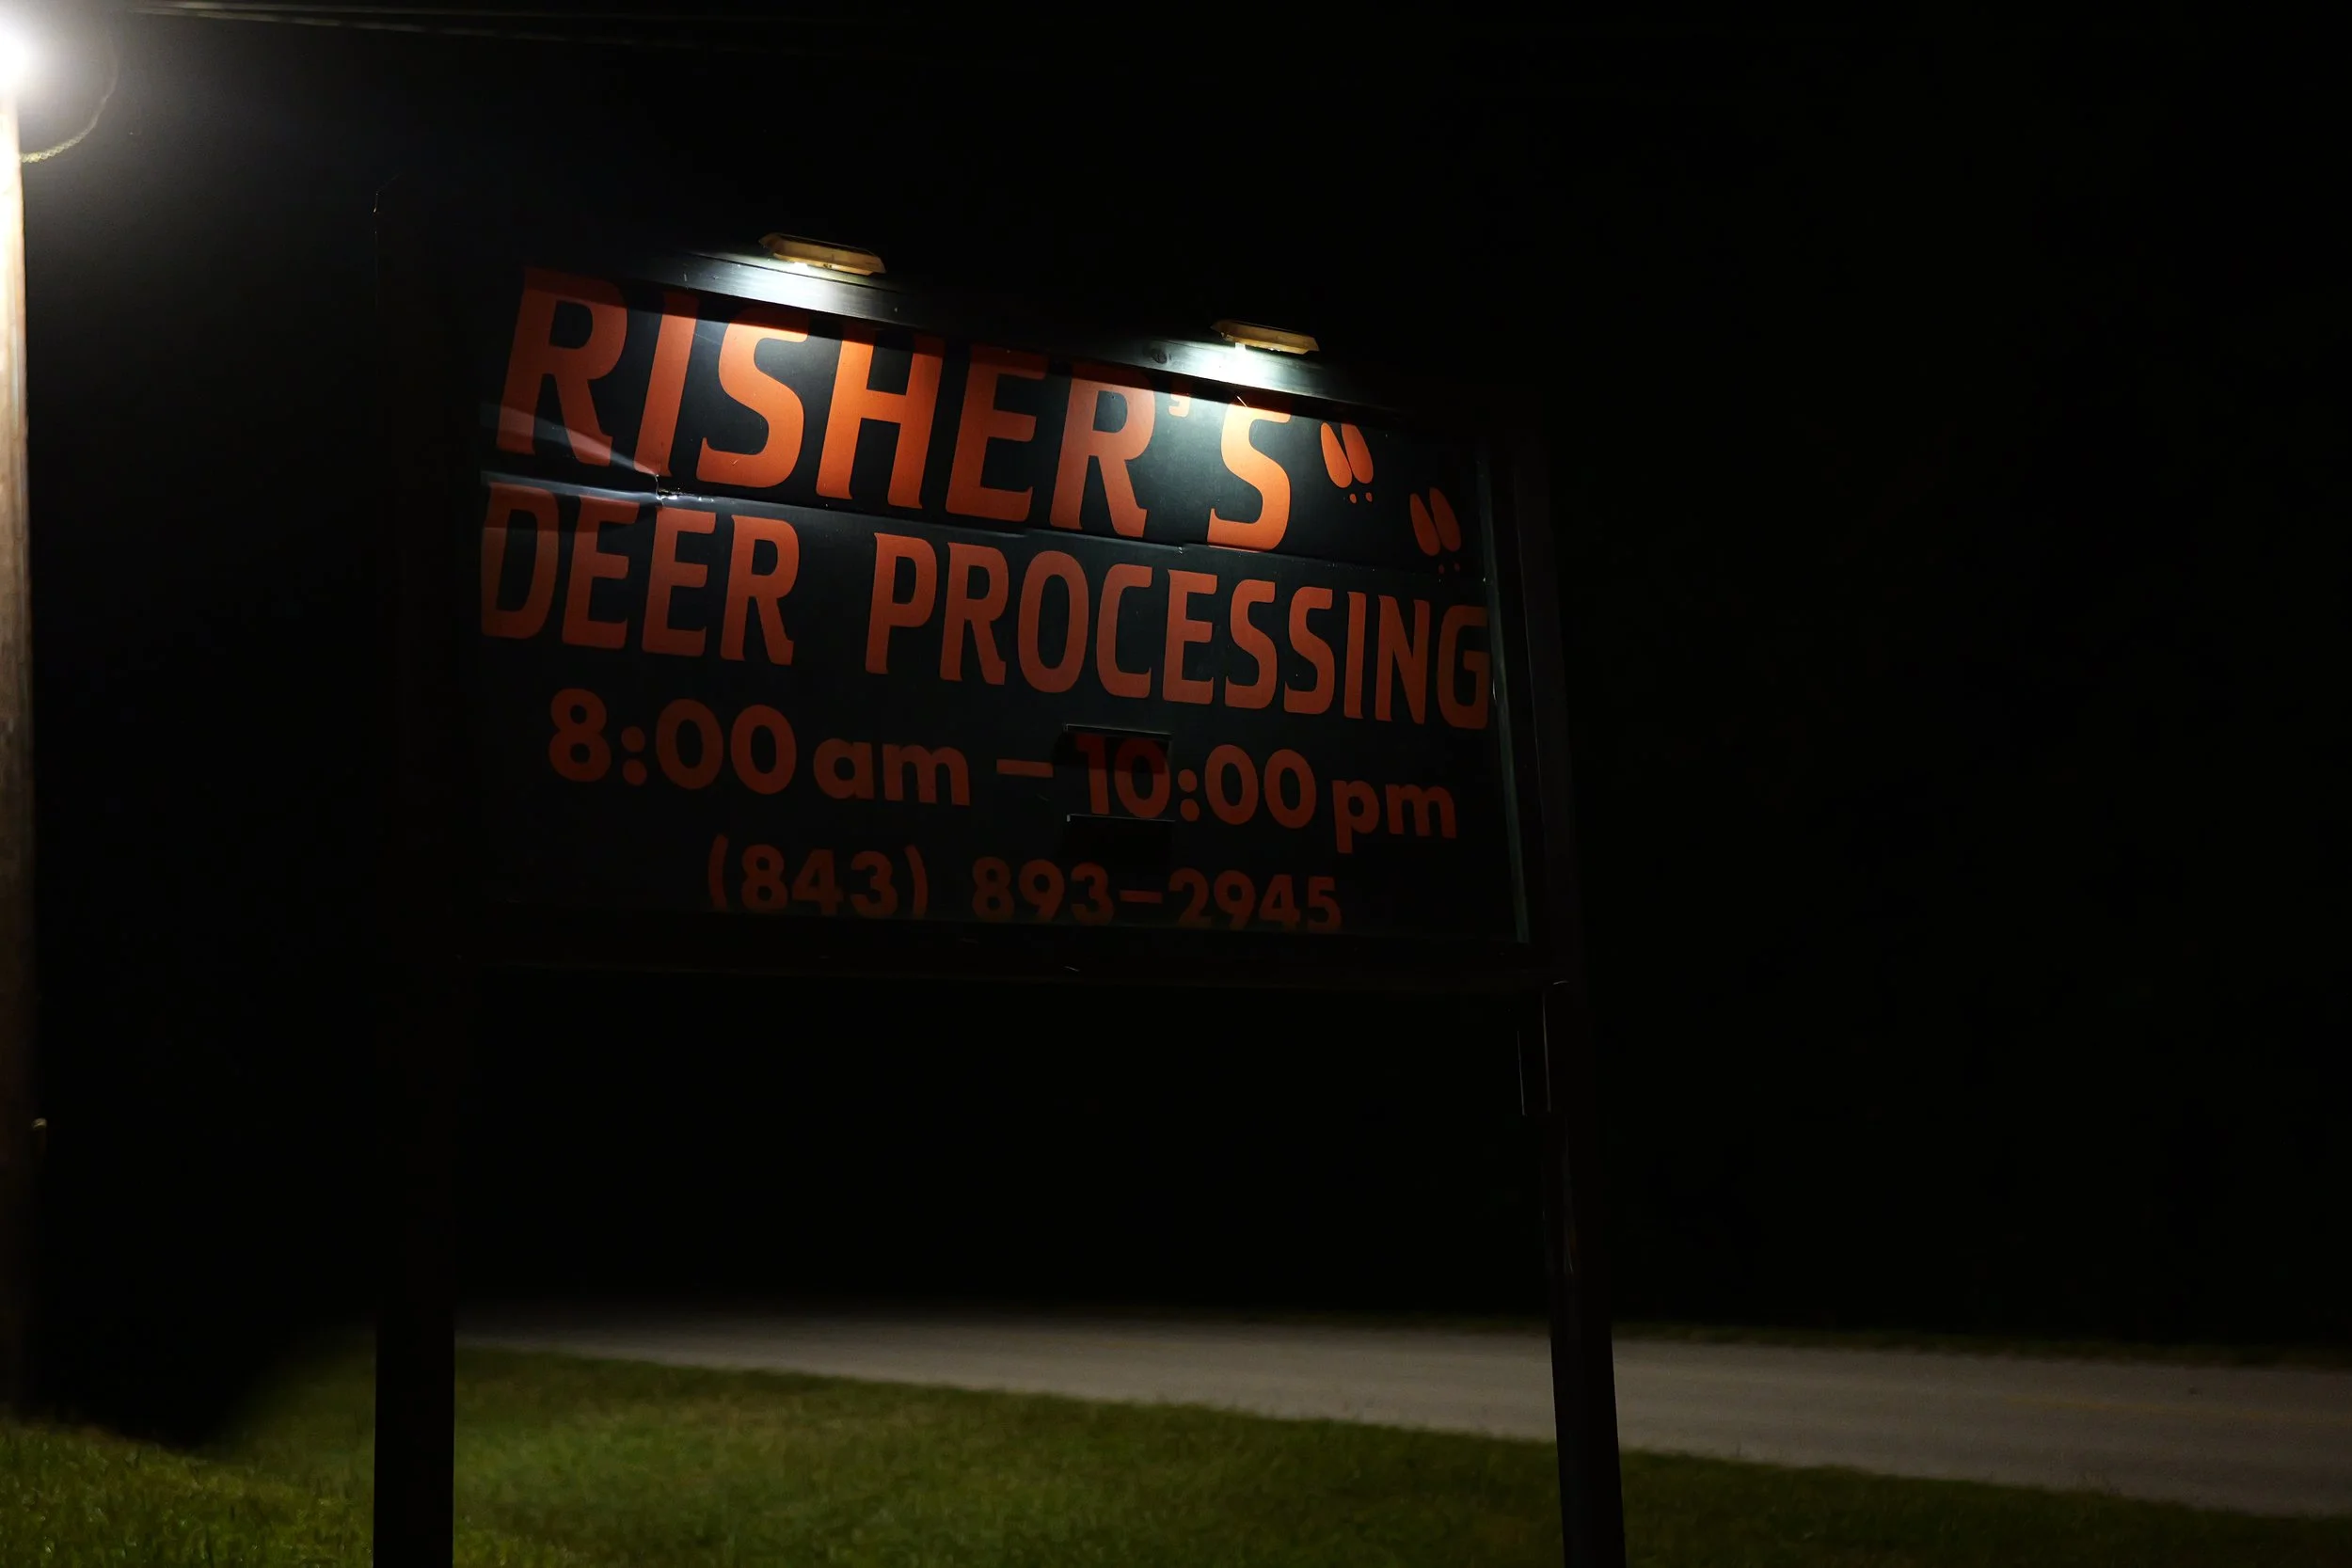 RISHER'S
DEER PROCESSING
8:00 am – 10:00 pm
(843) 893-2945